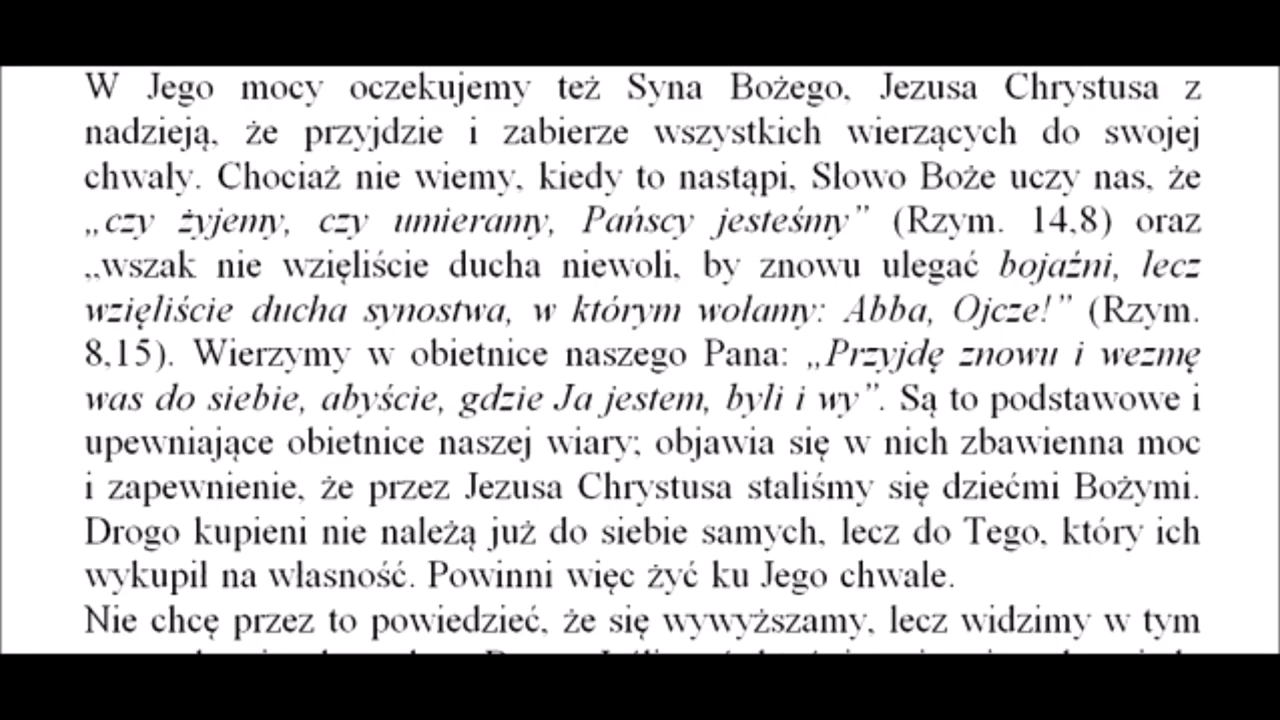 W Jego mocy oczekujemy też Syna Bożego, Jezusa Chrystusa z
nadzieją, że przyjdzie i zabierze wszystkich wierzących do swojej
chwały. Chociaż nie wiemy, kiedy to nastąpi, Słowo Boże uczy nas, że
„czy żyjemy, czy umieramy, Pańscy jesteśmy” (Rzym. 14,8) oraz
„wszak nie wzięliście ducha niewoli, by znowu ulegać bojaźni, lecz
wzięliście ducha synostwa, w którym wołamy: Abba, Ojcze!” (Rzym.
8,15). Wierzymy w obietnice naszego Pana: „Przyjdę znowu i wezmę
was do siebie, abyście, gdzie Ja jestem, byli i wy”. Są to podstawowe i
upewniające obietnice naszej wiary; objawia się w nich zbawienna moc
i zapewnienie, że przez Jezusa Chrystusa staliśmy się dziećmi Bożymi.
Drogo kupieni nie należą już do siebie samych, lecz do Tego, który ich
wykupił na własność. Powinni więc żyć ku Jego chwale.
Nie chcę przez to powiedzieć, że się wywyższamy, lecz widzimy w tym